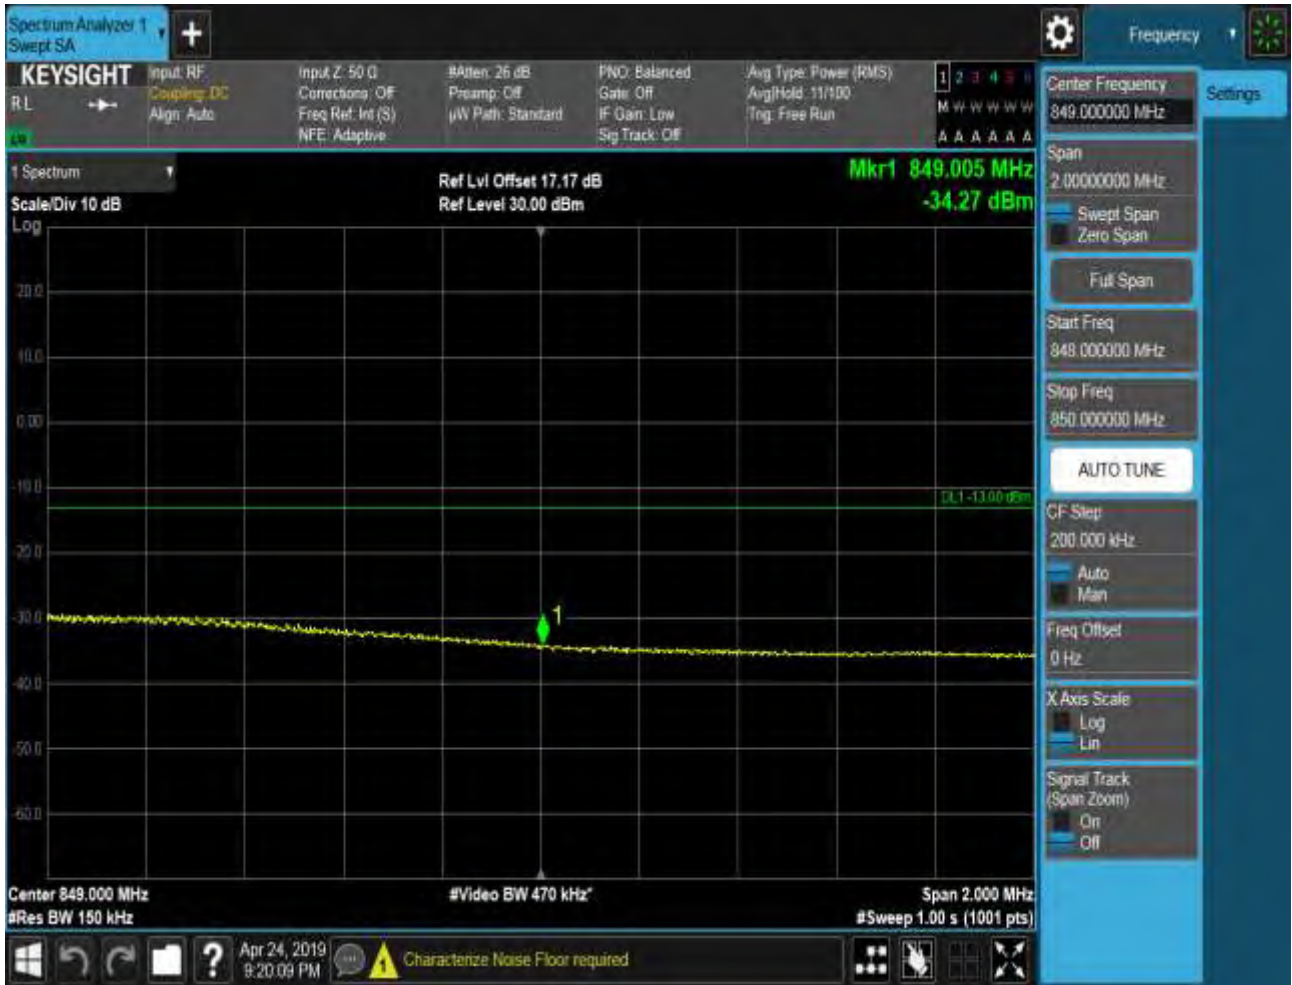 Spectrum Analyzer 1
Swept SA
Frequency
KEYSIGHT
RL
Input: RF
Coupling: DC
Align: Auto
Input Z: 50 Ω
Corrections: Off
Freq Ref: Int (S)
NFE: Adaptive
#Atten: 26 dB
Preamp: Off
µW Path: Standard
PNO: Balanced
Gate: Off
IF Gain: Low
Sig Track: Off
Avg Type: Power (RMS)
Avg|Hold: 11/100
Trig: Free Run
1 2 3 4 5 6
M W W W W W
A A A A A A
Center Frequency
849.000000 MHz
Settings
1 Spectrum
Scale/Div 10 dB
Log
Ref Lvl Offset 17.17 dB
Ref Level 30.00 dBm
Mkr1 849.005 MHz
-34.27 dBm
Span
2.00000000 MHz
Swept Span
Zero Span
Full Span
Start Freq
848.000000 MHz
Stop Freq
850.000000 MHz
AUTO TUNE
CF Step
200.000 kHz
Auto
Man
Freq Offset
0 Hz
X Axis Scale
Log
Lin
Signal Track
(Span Zoom)
On
Off
20.0
10.0
0.00
-10.0
DL1 -13.00 dBm
-20.0
-30.0
1
-40.0
-50.0
-60.0
Center 849.000 MHz
#Video BW 470 kHz*
Span 2.000 MHz
#Res BW 150 kHz
#Sweep 1.00 s (1001 pts)
?
Apr 24, 2019
9:20:09 PM
1
Characterize Noise Floor required